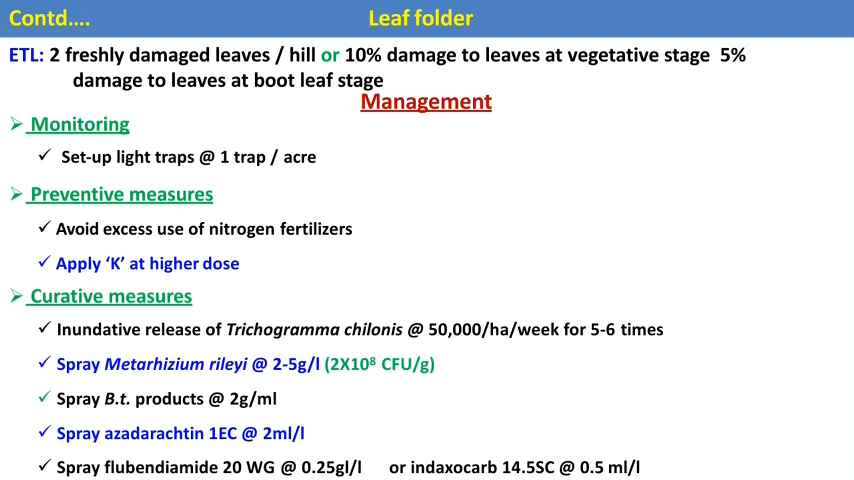 Contd…. Leaf folder
ETL: 2 freshly damaged leaves / hill or 10% damage to leaves at vegetative stage 5%
damage to leaves at boot leaf stage
Management
➢ Monitoring
✓ Set-up light traps @ 1 trap / acre
➢ Preventive measures
✓ Avoid excess use of nitrogen fertilizers
✓ Apply ‘K’ at higher dose
➢ Curative measures
✓ Inundative release of Trichogramma chilonis @ 50,000/ha/week for 5-6 times
✓ Spray Metarhizium rileyi @ 2-5g/l (2X10⁸ CFU/g)
✓ Spray B.t. products @ 2g/ml
✓ Spray azadarachtin 1EC @ 2ml/l
✓ Spray flubendiamide 20 WG @ 0.25gl/l or indaxocarb 14.5SC @ 0.5 ml/l